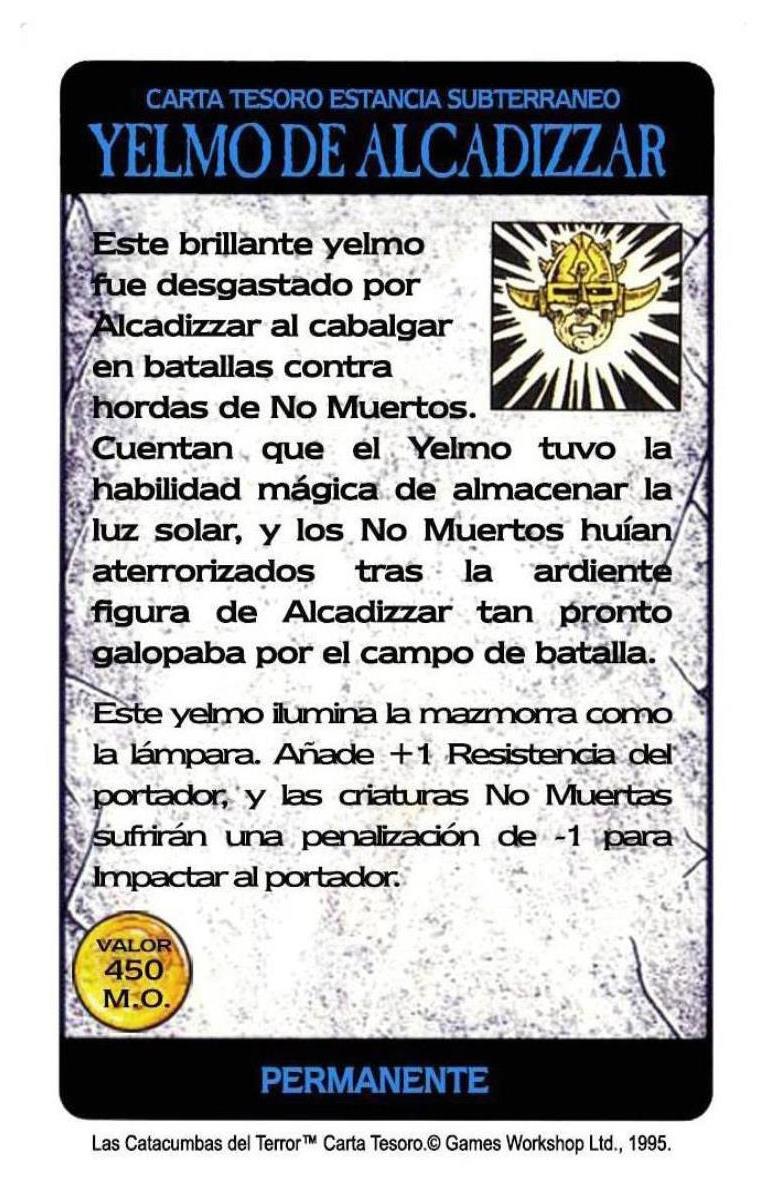 CARTA TESORO ESTANCIA SUBTERRANEO
YELMO DE ALCADIZZAR
Este brillante yelmo
fue desgastado por
Alcadizzar al cabalgar
en batallas contra
hordas de No Muertos.
Cuentan que el Yelmo tuvo la
habilidad mágica de almacenar la
luz solar, y los No Muertos huían
aterrorizados tras la ardiente
figura de Alcadizzar tan pronto
galopaba por el campo de batalla.
Este yelmo ilumina la mazmorra como
la lámpara. Añade +1 Resistencia del
portador, y las criaturas No Muertas
sufrirán una penalización de -1 para
Impactar al portador.
VALOR
450
M.O.
PERMANENTE
Las Catacumbas del Terror™ Carta Tesoro.© Games Workshop Ltd., 1995.